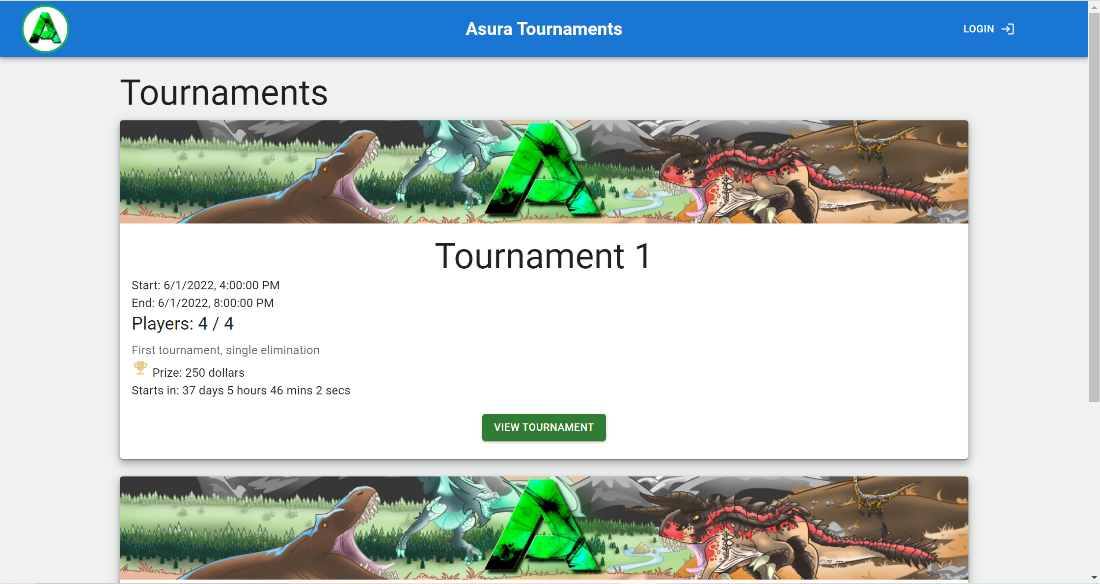 Asura Tournaments
LOGIN
Tournaments
Tournament 1
Start: 6/1/2022, 4:00:00 PM
End: 6/1/2022, 8:00:00 PM
Players: 4 / 4
First tournament, single elimination
Prize: 250 dollars
Starts in: 37 days 5 hours 46 mins 2 secs
VIEW TOURNAMENT